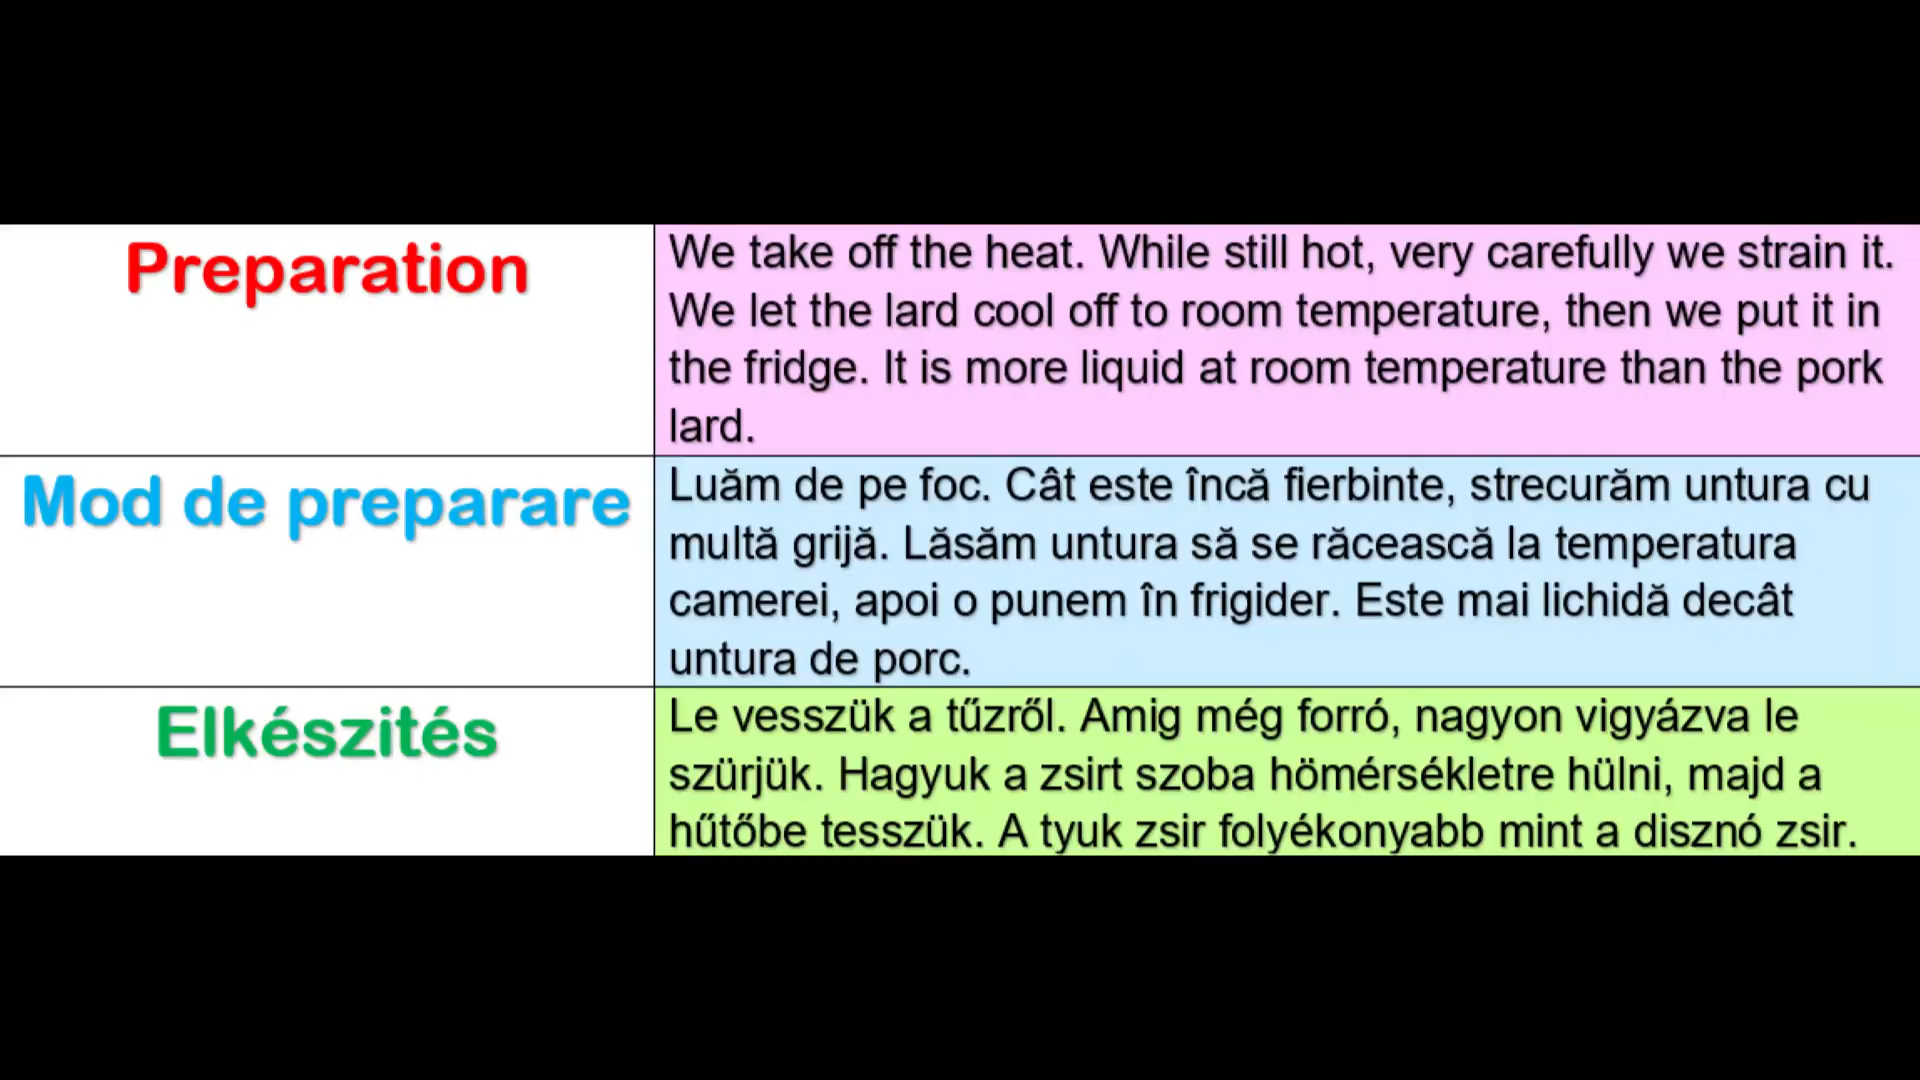 Preparation
We take off the heat. While still hot, very carefully we strain it.
We let the lard cool off to room temperature, then we put it in
the fridge. It is more liquid at room temperature than the pork
lard.
Mod de preparare
Luăm de pe foc. Cât este încă fierbinte, strecurăm untura cu
multă grijă. Lăsăm untura să se răcească la temperatura
camerei, apoi o punem în frigider. Este mai lichidă decât
untura de porc.
Elkészités
Le vesszük a tűzről. Amig még forró, nagyon vigyázva le
szürjük. Hagyuk a zsirt szoba hömérsékletre hülni, majd a
hűtőbe tesszük. A tyuk zsir folyékonyabb mint a disznó zsir.